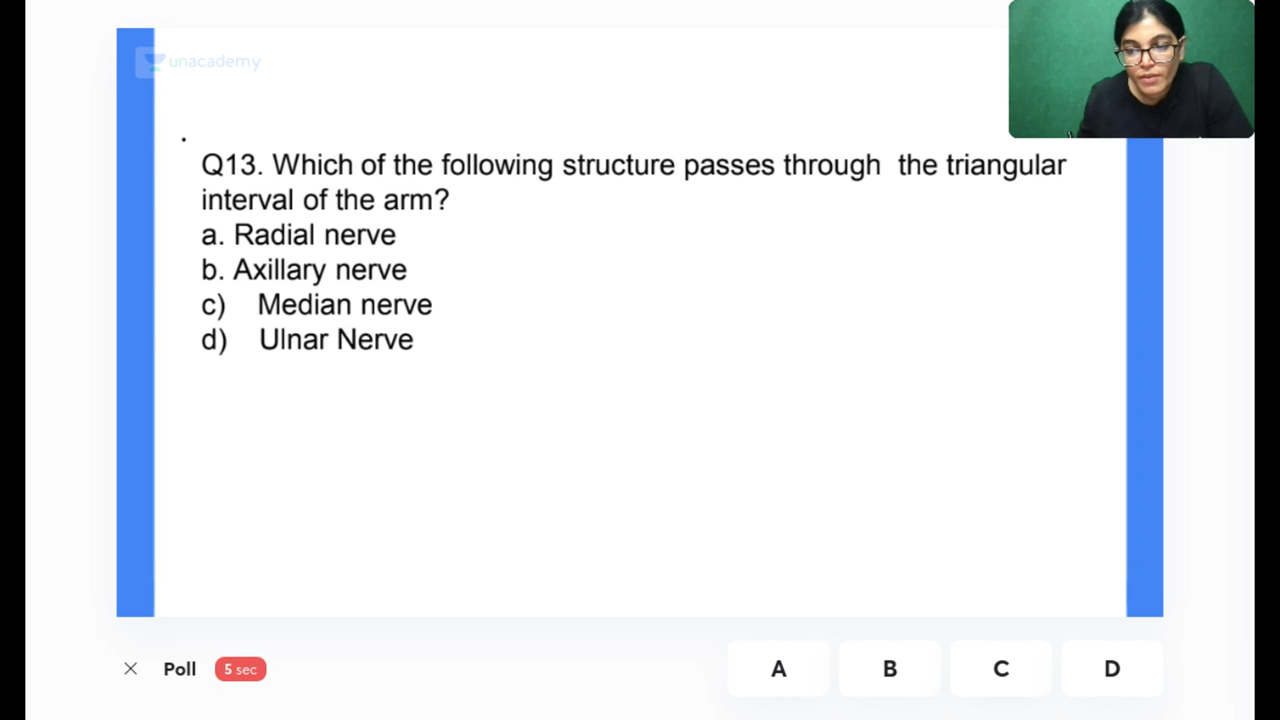 unacademy
Q13. Which of the following structure passes through the triangular
interval of the arm?
a. Radial nerve
b. Axillary nerve
c) Median nerve
d) Ulnar Nerve
Poll 5 sec A B C D